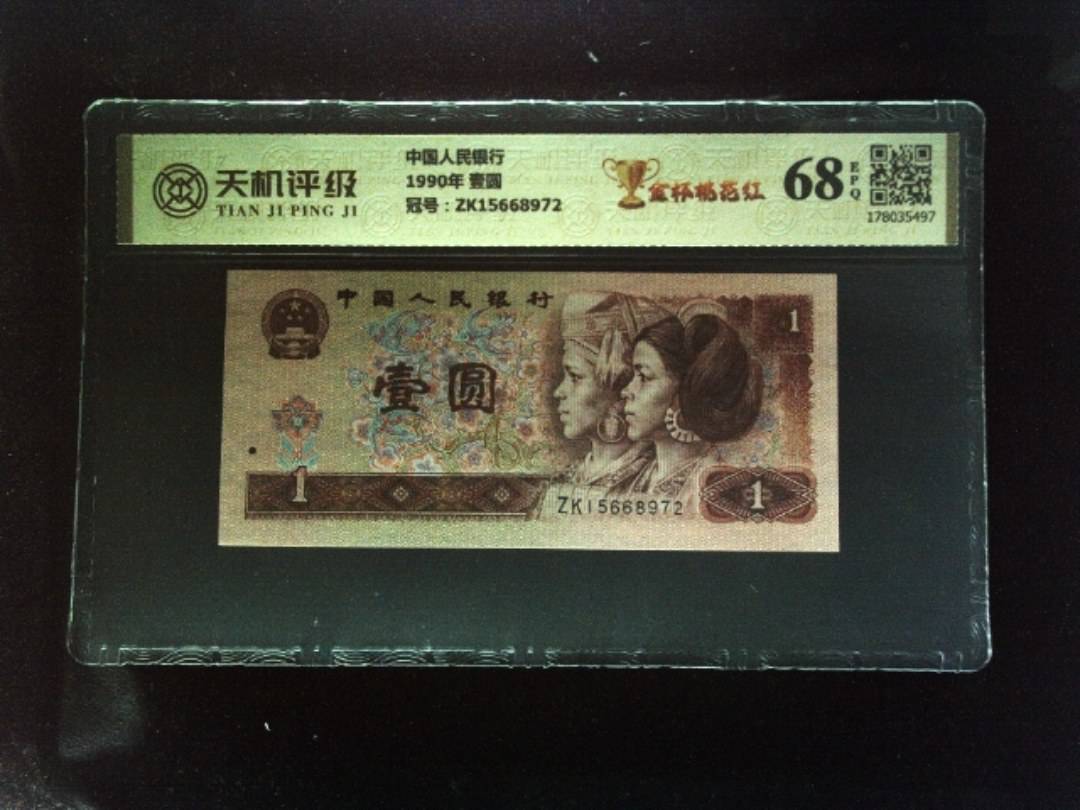 天机评级
TIAN JI PING JI
中国人民银行
1990年 壹圆
冠号：ZK15668972
金杯桃花红
68
EPQ
178035497
中国人民银行
1
壹圆
1
ZK15668972
1